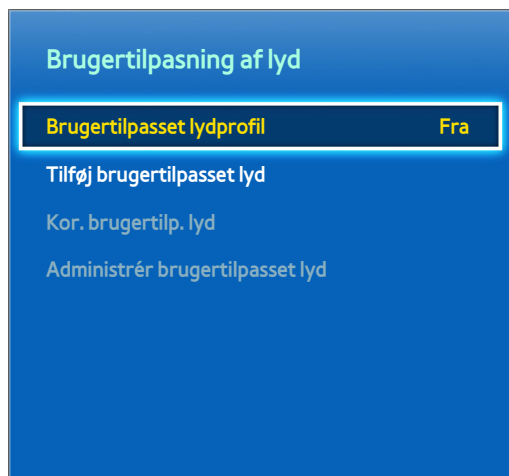 Brugertilpasning af lyd
Brugertilpasset lydprofil Fra
Tilføj brugertilpasset lyd
Kor. brugertilp. lyd
Administrér brugertilpasset lyd